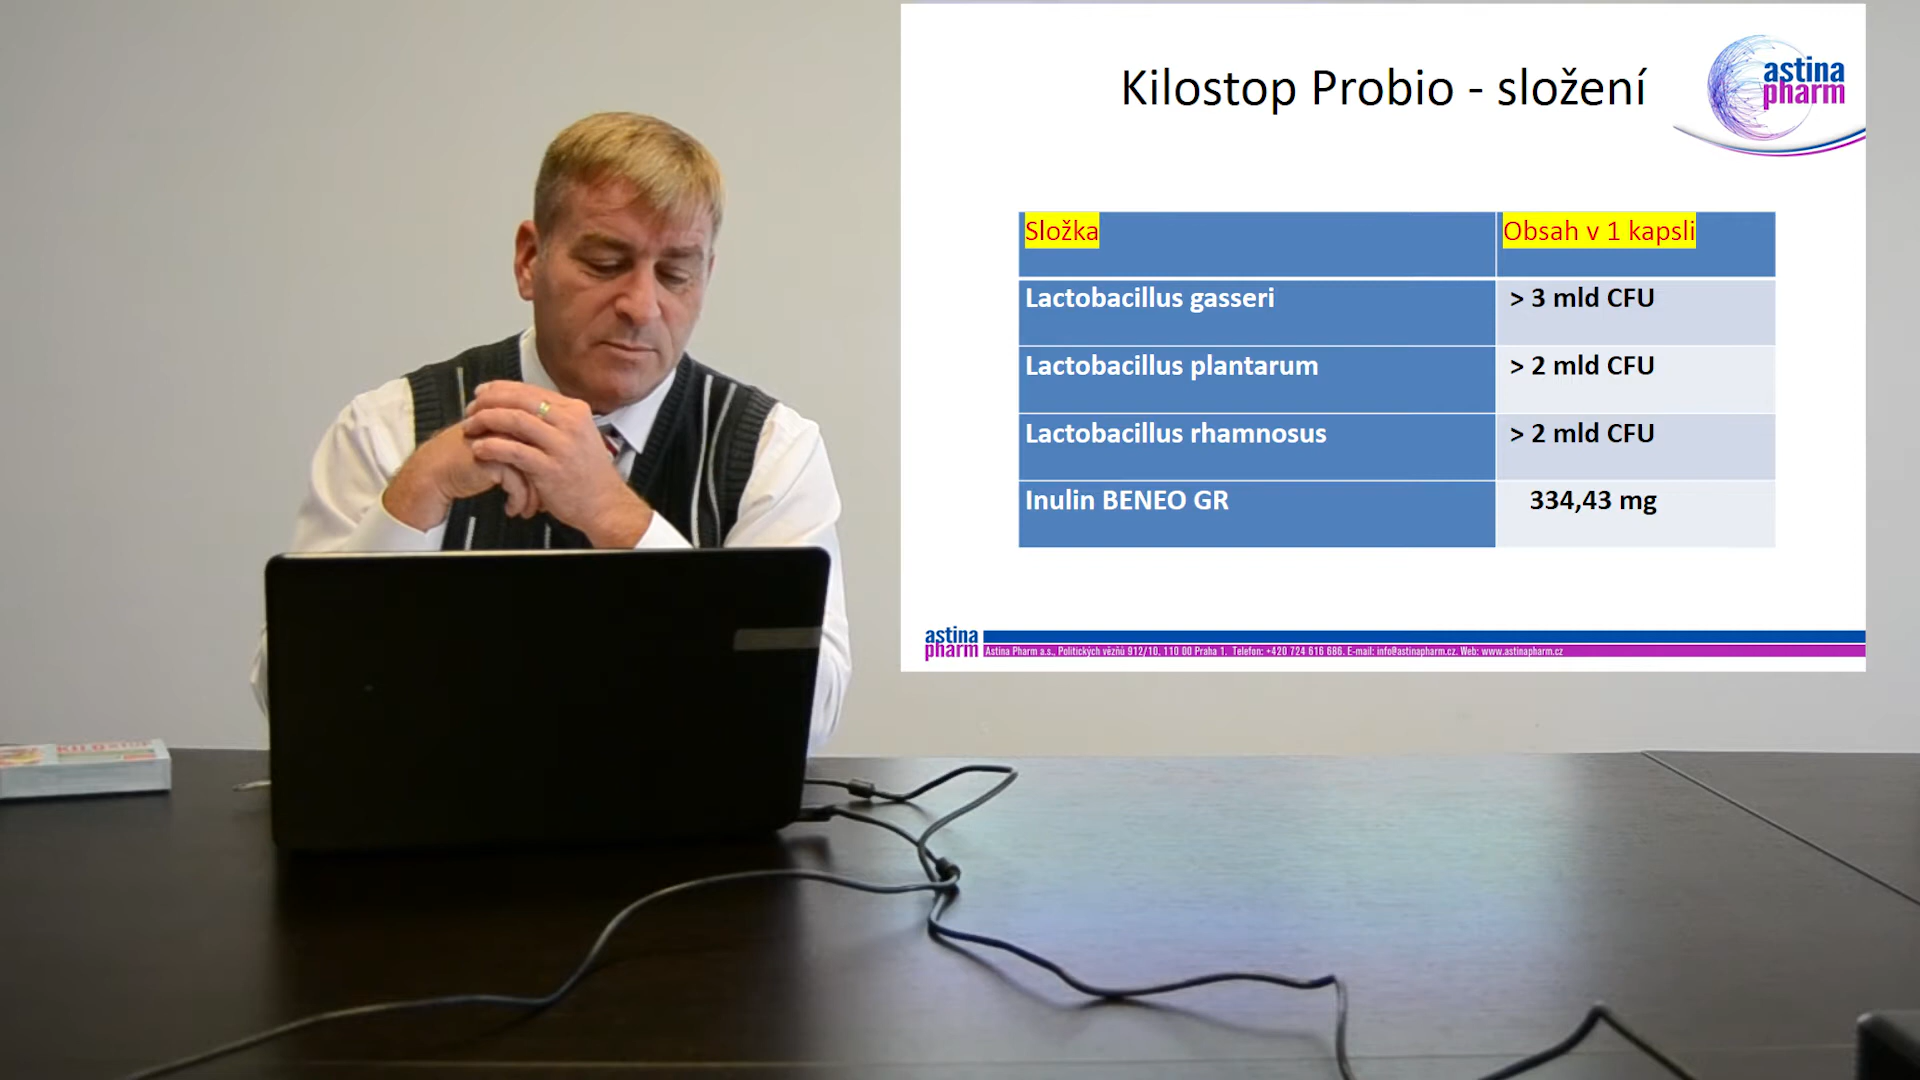 Kilostop Probio - složení
astina
pharm
Složka
Obsah v 1 kapsli
Lactobacillus gasseri
> 3 mld CFU
Lactobacillus plantarum
> 2 mld CFU
Lactobacillus rhamnosus
> 2 mld CFU
Inulin BENEO GR
334,43 mg
astina
pharm
Astina Pharm a.s., Politických vězňů 912/10, 110 00 Praha 1. Telefon: +420 724 616 686. E-mail: info@astinapharm.cz. Web: www.astinapharm.cz